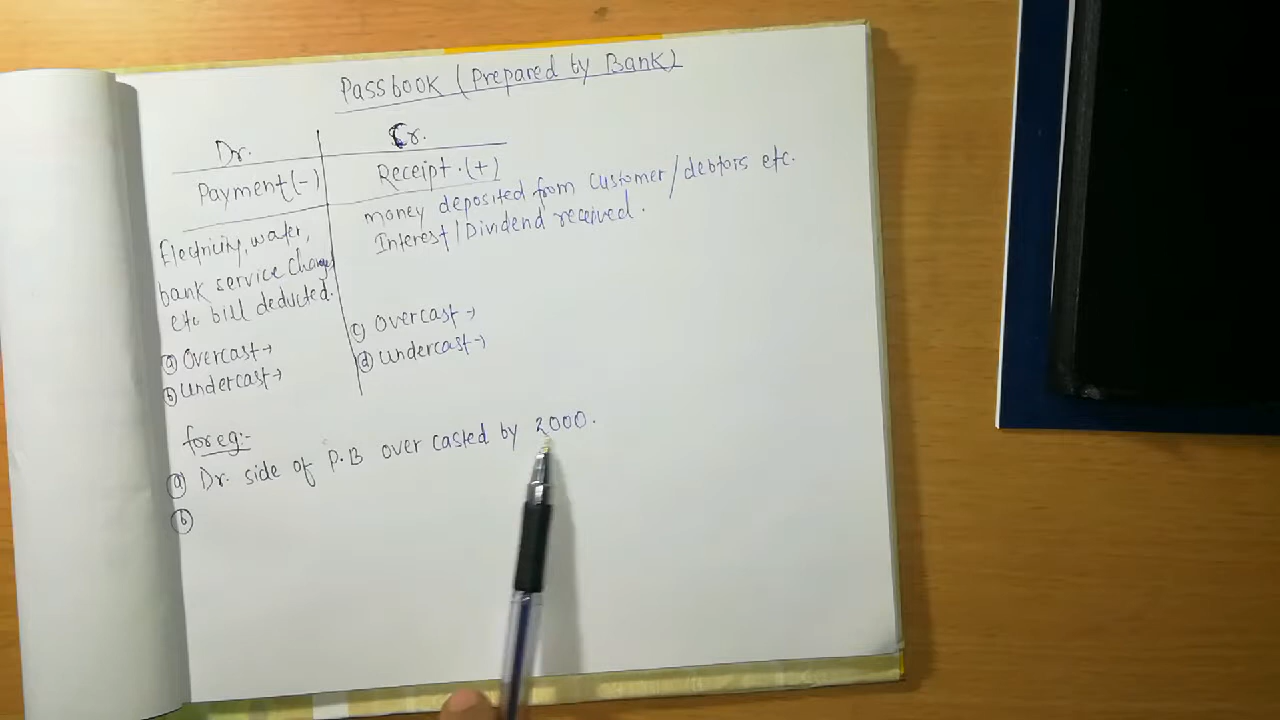 Passbook (Prepared by Bank)
Dr.
Cr.
Payment (-)
Receipt. (+)
Electricity, water,
bank service charge
etc bill deducted.
money deposited from customer/debtors etc.
Interest/Dividend received.
(a) Overcast →
(b) Undercast →
(c) Overcast →
(d) Undercast →
for eg:-
(a) Dr. side of P.B over casted by 2000.
(b)